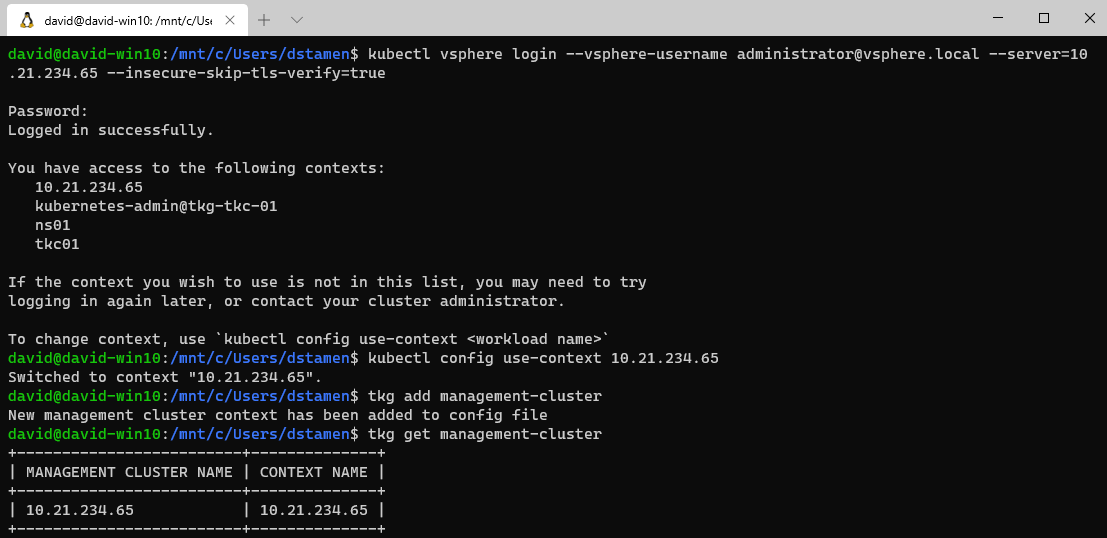 david@david-win10: /mnt/c/Use
david@david-win10:/mnt/c/Users/dstamen$ kubectl vsphere login --vsphere-username administrator@vsphere.local --server=10
.21.234.65 --insecure-skip-tls-verify=true
Password:
Logged in successfully.
You have access to the following contexts:
10.21.234.65
kubernetes-admin@tkg-tkc-01
ns01
tkc01
If the context you wish to use is not in this list, you may need to try
logging in again later, or contact your cluster administrator.
To change context, use `kubectl config use-context <workload name>`
david@david-win10:/mnt/c/Users/dstamen$ kubectl config use-context 10.21.234.65
Switched to context "10.21.234.65".
david@david-win10:/mnt/c/Users/dstamen$ tkg add management-cluster
New management cluster context has been added to config file
david@david-win10:/mnt/c/Users/dstamen$ tkg get management-cluster
+-------------------------+--------------+
| MANAGEMENT CLUSTER NAME | CONTEXT NAME |
+-------------------------+--------------+
| 10.21.234.65            | 10.21.234.65 |
+-------------------------+--------------+